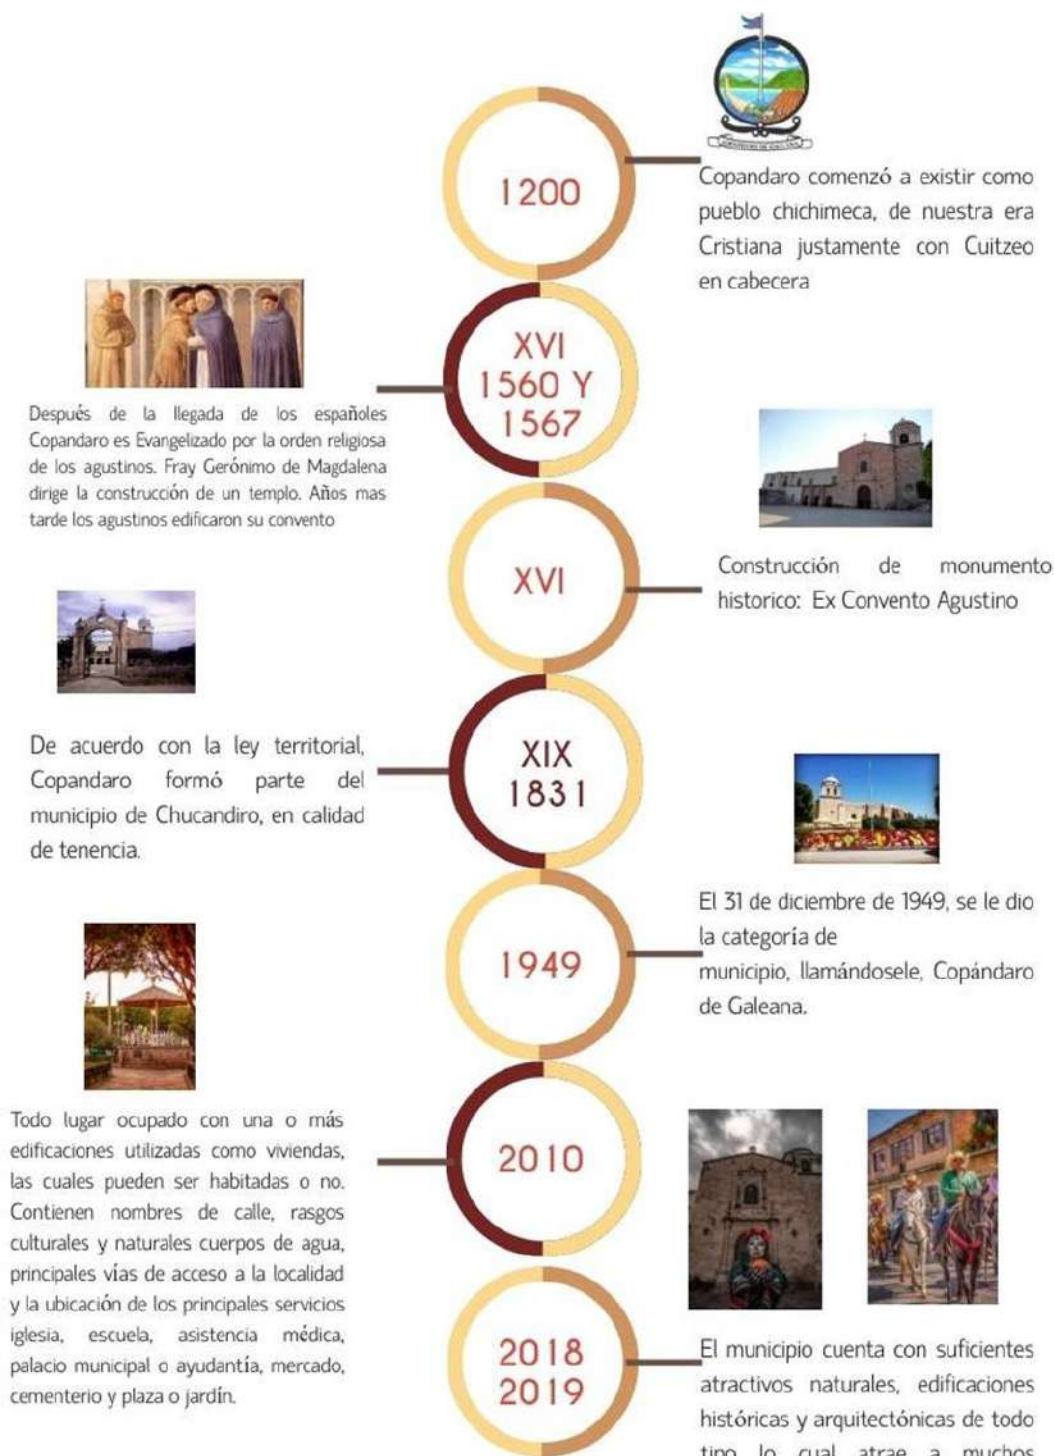 1200
Copandaro comenzó a existir como
pueblo chichimeca, de nuestra era
Cristiana justamente con Cuitzeo
en cabecera
XVI
1560 Y
1567
Después de la llegada de los españoles
Copandaro es Evangelizado por la orden religiosa
de los agustinos. Fray Gerónimo de Magdalena
dirige la construcción de un templo. Años mas
tarde los agustinos edificaron su convento
XVI
Construcción de monumento
historico: Ex Convento Agustino
XIX
1831
De acuerdo con la ley territorial,
Copandaro formó parte del
municipio de Chucandiro, en calidad
de tenencia.
1949
El 31 de diciembre de 1949, se le dio
la categoría de
municipio, llamándosele, Copándaro
de Galeana.
2010
Todo lugar ocupado con una o más
edificaciones utilizadas como viviendas,
las cuales pueden ser habitadas o no.
Contienen nombres de calle, rasgos
culturales y naturales cuerpos de agua,
principales vías de acceso a la localidad
y la ubicación de los principales servicios
iglesia, escuela, asistencia médica,
palacio municipal o ayudantía, mercado,
cementerio y plaza o jardín.
2018
2019
El municipio cuenta con suficientes
atractivos naturales, edificaciones
históricas y arquitectónicas de todo
tipo lo cual atrae a muchos